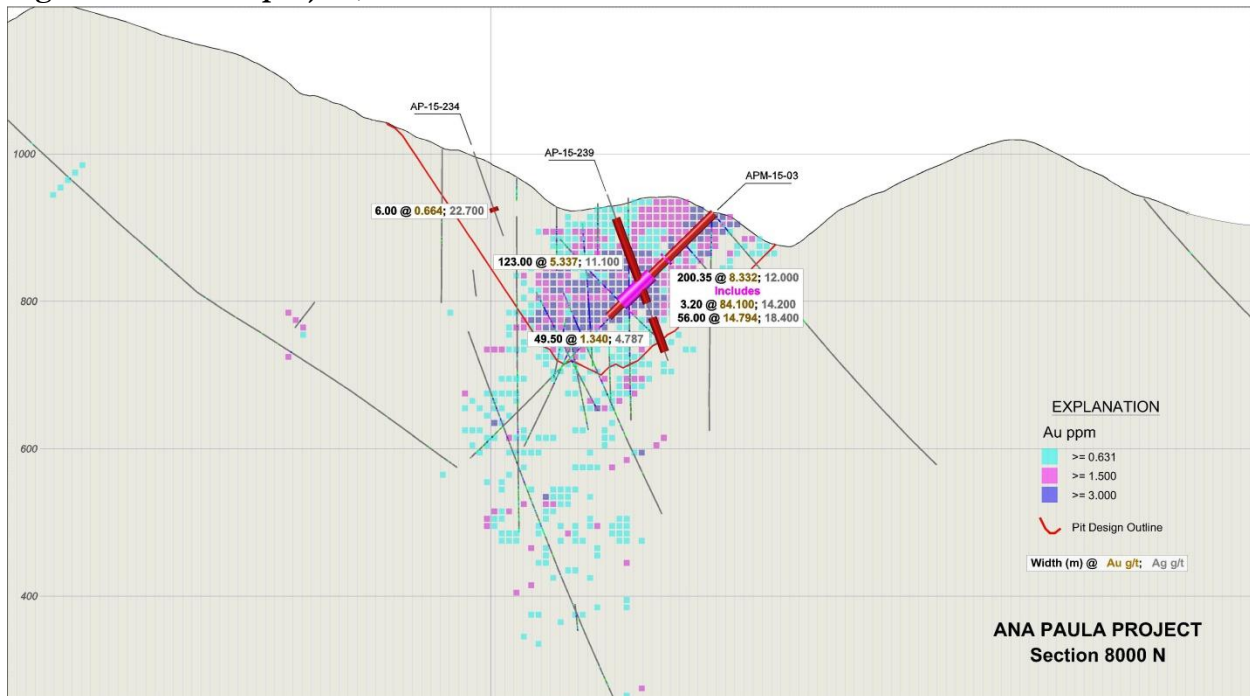 AP-15-234
AP-15-239
APM-15-03
1000
6.00 @ 0.664; 22.700
123.00 @ 5.337; 11.100
200.35 @ 8.332; 12.000
Includes
3.20 @ 84.100; 14.200
56.00 @ 14.794; 18.400
800
49.50 @ 1.340; 4.787
600
400
EXPLANATION
Au ppm
>= 0.631
>= 1.500
>= 3.000
Pit Design Outline
Width (m) @ Au g/t; Ag g/t
ANA PAULA PROJECT
Section 8000 N